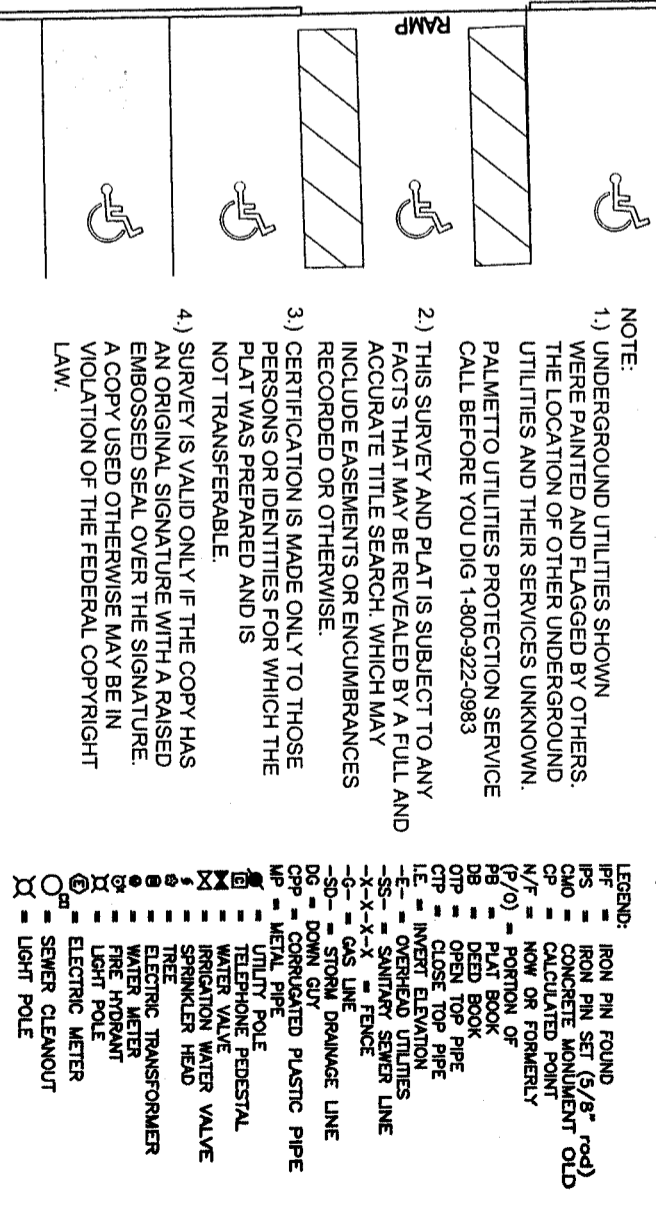 RAMP
NOTE:
1.) UNDERGROUND UTILITIES SHOWN
WERE PAINTED AND FLAGGED BY OTHERS.
THE LOCATION OF OTHER UNDERGROUND
UTILITIES AND THEIR SERVICES UNKNOWN.
PALMETTO UTILITIES PROTECTION SERVICE
CALL BEFORE YOU DIG 1-800-922-0983
2.) THIS SURVEY AND PLAT IS SUBJECT TO ANY
FACTS THAT MAY BE REVEALED BY A FULL AND
ACCURATE TITLE SEARCH. WHICH MAY
INCLUDE EASEMENTS OR ENCUMBRANCES
RECORDED OR OTHERWISE.
3.) CERTIFICATION IS MADE ONLY TO THOSE
PERSONS OR IDENTITIES FOR WHICH THE
PLAT WAS PREPARED AND IS
NOT TRANSFERABLE.
4.) SURVEY IS VALID ONLY IF THE COPY HAS
AN ORIGINAL SIGNATURE WITH A RAISED
EMBOSSED SEAL OVER THE SIGNATURE.
A COPY USED OTHERWISE MAY BE IN
VIOLATION OF THE FEDERAL COPYRIGHT
LAW.
LEGEND:
IPF = IRON PIN FOUND
IPS = IRON PIN SET (5/8" rod)
CMO = CONCRETE MONUMENT OLD
CP = CALCULATED POINT
N/F = NOW OR FORMERLY
(P/O) = PORTION OF
PB = PLAT BOOK
DB = DEED BOOK
OTP = OPEN TOP PIPE
CTP = CLOSE TOP PIPE
I.E. = INVERT ELEVATION
-E- = OVERHEAD UTILITIES
-SS- = SANITARY SEWER LINE
-X-X-X-X = FENCE
-G- = GAS LINE
-SD- = STORM DRAINAGE LINE
DG = DOWN GUY
CPP = CORRUGATED PLASTIC PIPE
MP = METAL PIPE
= UTILITY POLE
C = TELEPHONE PEDESTAL
= WATER VALVE
= IRRIGATION WATER VALVE
= SPRINKLER HEAD
= TREE
= ELECTRIC TRANSFORMER
= WATER METER
= FIRE HYDRANT
= LIGHT POLE
E = ELECTRIC METER
CO = SEWER CLEANOUT
= LIGHT POLE